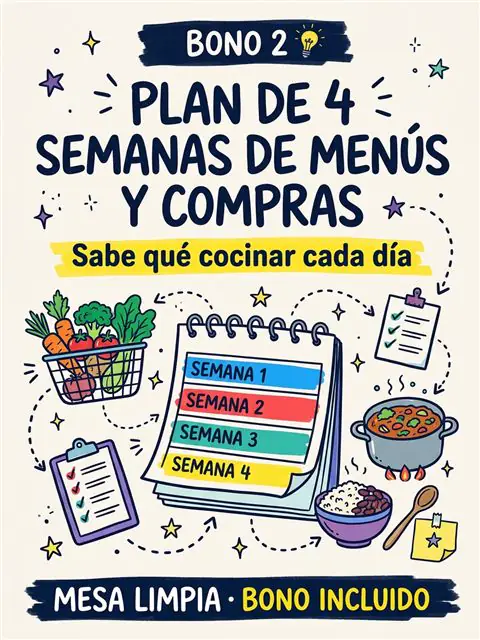 BONO 2
PLAN DE 4
SEMANAS DE MENÚS
Y COMPRAS
Sabe qué cocinar cada día
SEMANA 1
SEMANA 2
SEMANA 3
SEMANA 4
MESA LIMPIA · BONO INCLUIDO